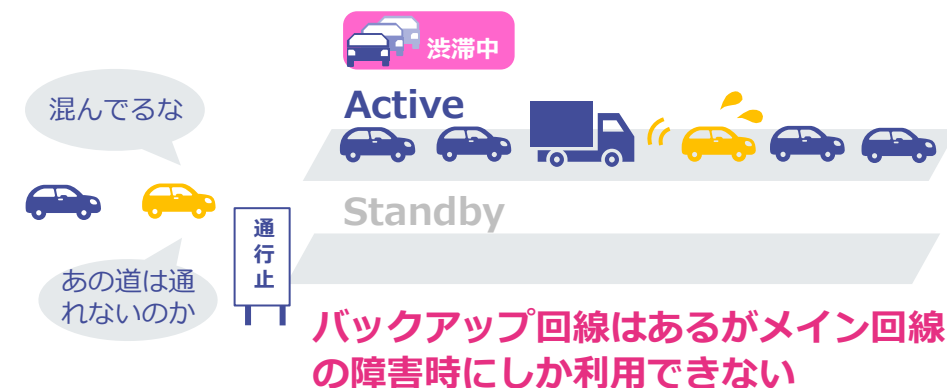 渋滞中
Active
混んでるな
Standby
通
行
止
あの道は通
れないのか
バックアップ回線はあるがメイン回線
の障害時にしか利用できない